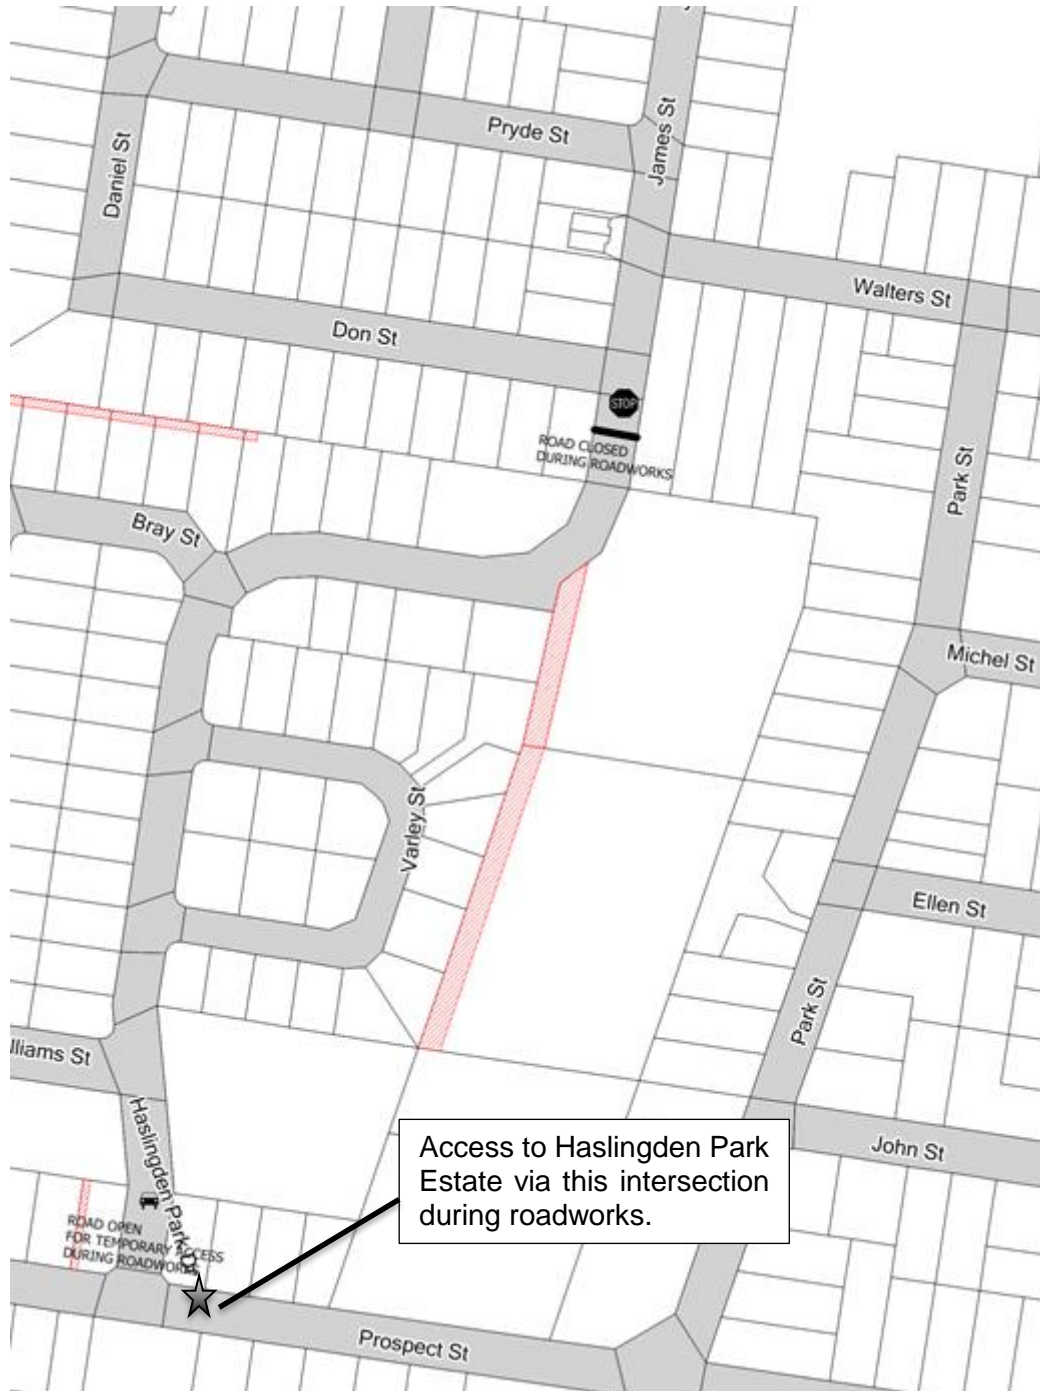 Pryde St
James St
Daniel St
Walters St
Don St
STOP
ROAD CLOSED
DURING ROADWORKS
Park St
Bray St
Michel St
Varley St
Ellen St
Park St
lliams St
Haslingden Park
John St
Access to Haslingden Park
Estate via this intersection
during roadworks.
ROAD OPEN
FOR TEMPORARY ACCESS
DURING ROADWORKS
Prospect St